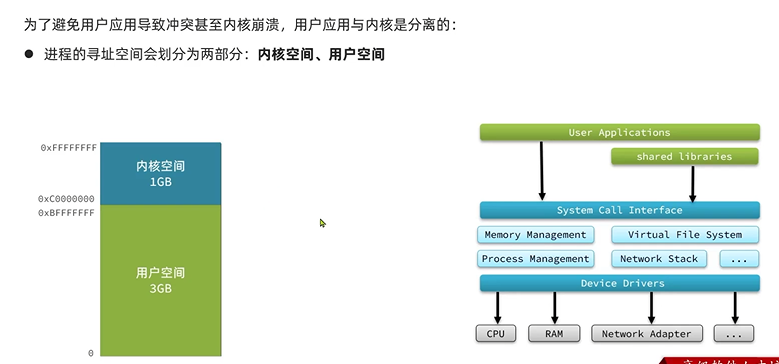 为了避免用户应用导致冲突甚至内核崩溃，用户应用与内核是分离的：
● 进程的寻址空间会划分为两部分：内核空间、用户空间
0xFFFFFFFF
内核空间
1GB
0xC0000000
0xBFFFFFFF
用户空间
3GB
0
User Applications
shared libraries
System Call Interface
Memory Management
Virtual File System
Process Management
Network Stack
...
Device Drivers
CPU
RAM
Network Adapter
...